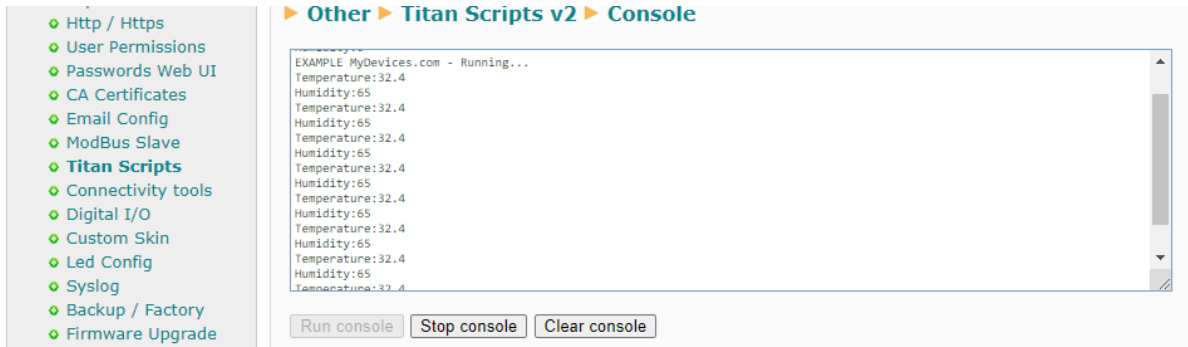 Http / Https
User Permissions
Passwords Web UI
CA Certificates
Email Config
ModBus Slave
Titan Scripts
Connectivity tools
Digital I/O
Custom Skin
Led Config
Syslog
Backup / Factory
Firmware Upgrade
Other Titan Scripts v2 Console
EXAMPLE MyDevices.com - Running...
Temperature:32.4
Humidity:65
Temperature:32.4
Humidity:65
Temperature:32.4
Humidity:65
Temperature:32.4
Humidity:65
Temperature:32.4
Humidity:65
Temperature:32.4
Humidity:65
Temperature:32.4
Humidity:65
Temperature:32.4
Run console Stop console Clear console